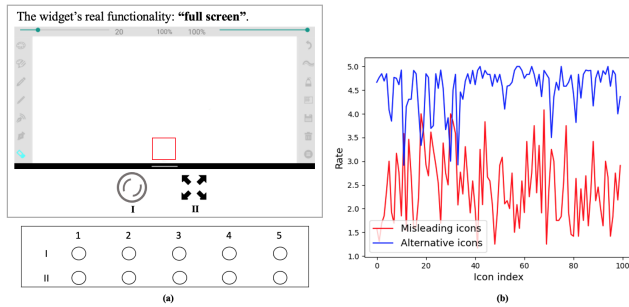 The widget's real functionality: “full screen”.
20 100% 100%
I II
1 2 3 4 5
I
II
(a)
5.0
4.5
4.0
3.5
3.0
2.5
2.0
1.5
1.0
Rate
Misleading icons
Alternative icons
0 20 40 60 80 100
Icon index
(b)